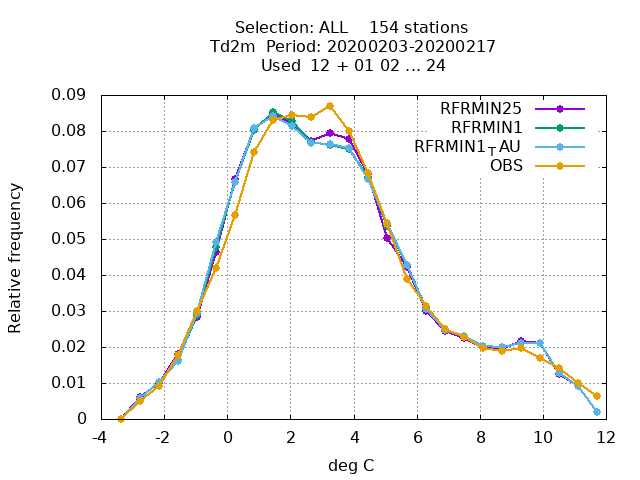 Selection: ALL    154 stations
Td2m  Period: 20200203-20200217
Used  12 + 01 02 ... 24
0.09
0.08
0.07
0.06
0.05
0.04
0.03
0.02
0.01
0
Relative frequency
RFRMIN25
RFRMIN1
RFRMIN1TAU
OBS
-4 -2 0 2 4 6 8 10 12
deg C